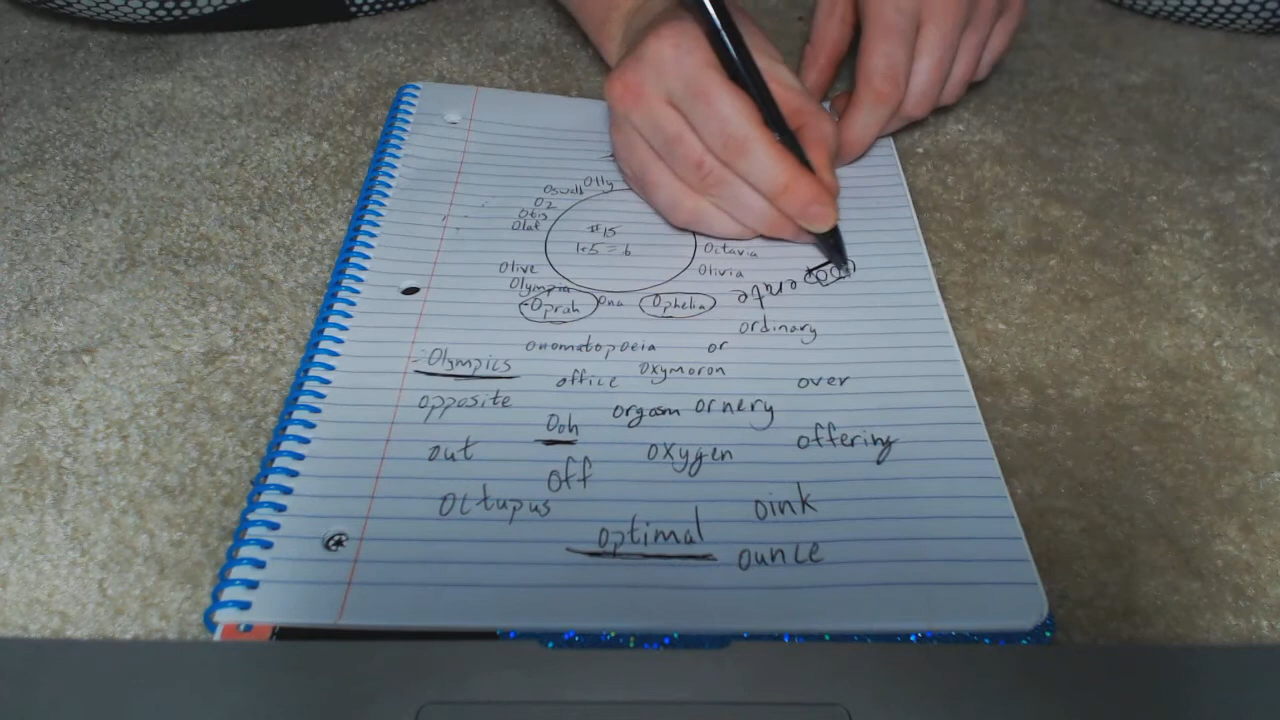 Olly
Oswald
Oz
Otis
Olaf
#15
1+5=6
Octavia
Olive
Olivia
Olympia
Oprah
Ona
Ophelia
ordinary
onomatopoeia
or
Olympics
office
oxymoron
over
opposite
orgasm
ornery
Ooh
out
oxygen
offering
off
Octupus
optimal
oink
ounce